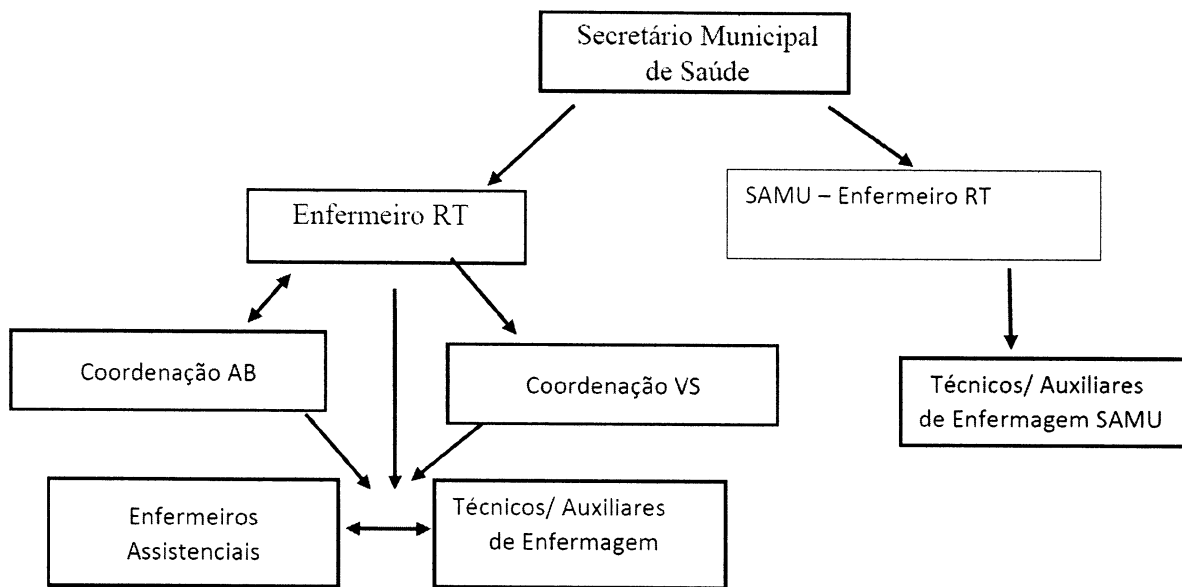 Secretário Municipal
de Saúde
Enfermeiro RT
SAMU – Enfermeiro RT
Coordenação AB
Coordenação VS
Técnicos/ Auxiliares
de Enfermagem SAMU
Enfermeiros
Assistenciais
Técnicos/ Auxiliares
de Enfermagem